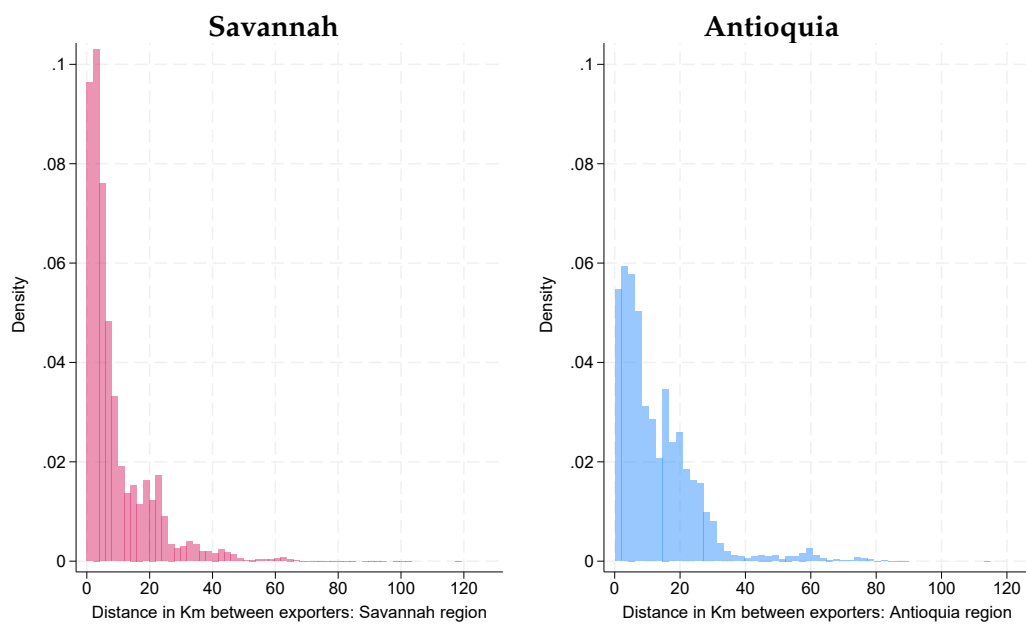 Savannah
.1
.08
.06
.04
.02
0
Density
0 20 40 60 80 100 120
Distance in Km between exporters: Savannah region
Antioquia
.1
.08
.06
.04
.02
0
Density
0 20 40 60 80 100 120
Distance in Km between exporters: Antioquia region